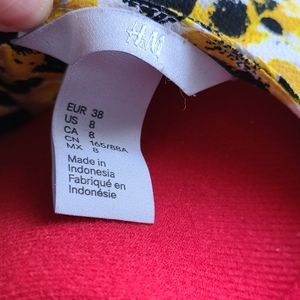 H&M
EUR 38
US 8
CA 8
CN 165/88A
MX 8
Made in
Indonesia
Fabriqué en
Indonésie